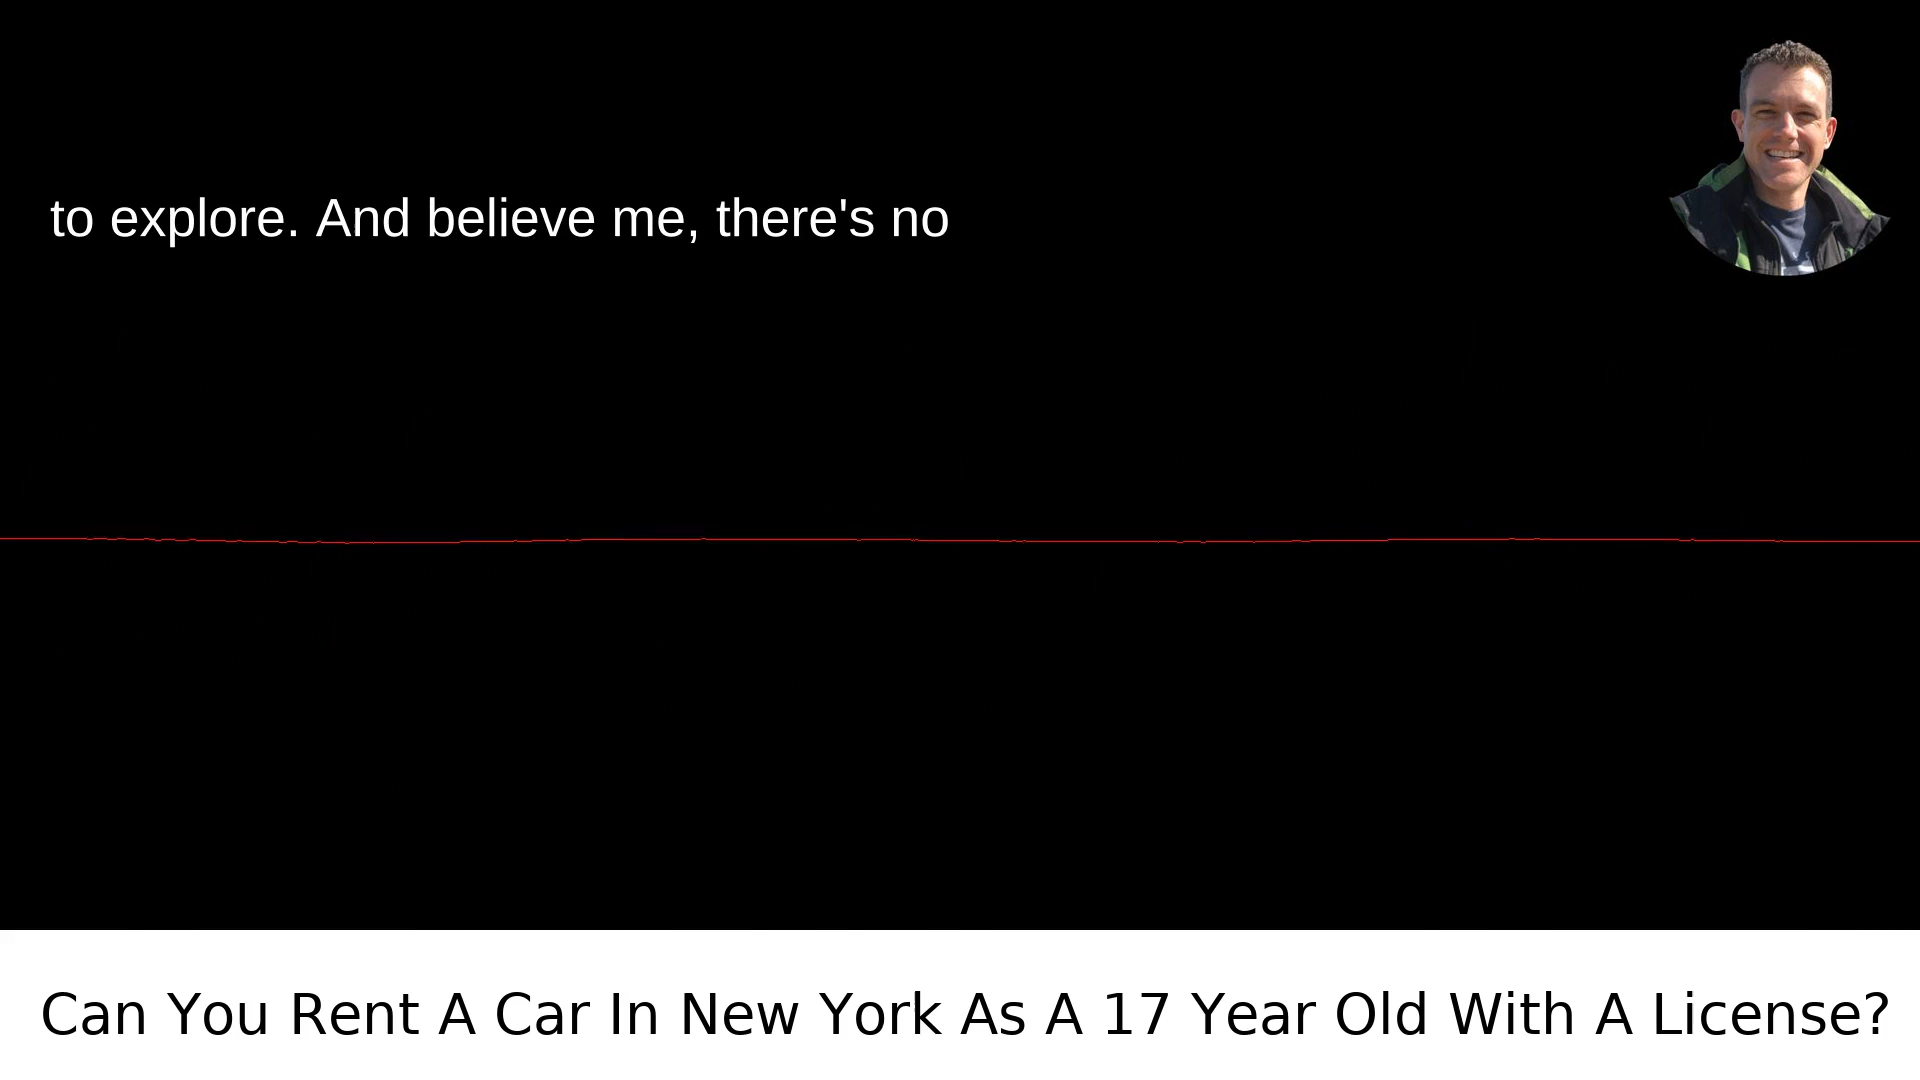 to explore. And believe me, there's no
Can You Rent A Car In New York As A 17 Year Old With A License?